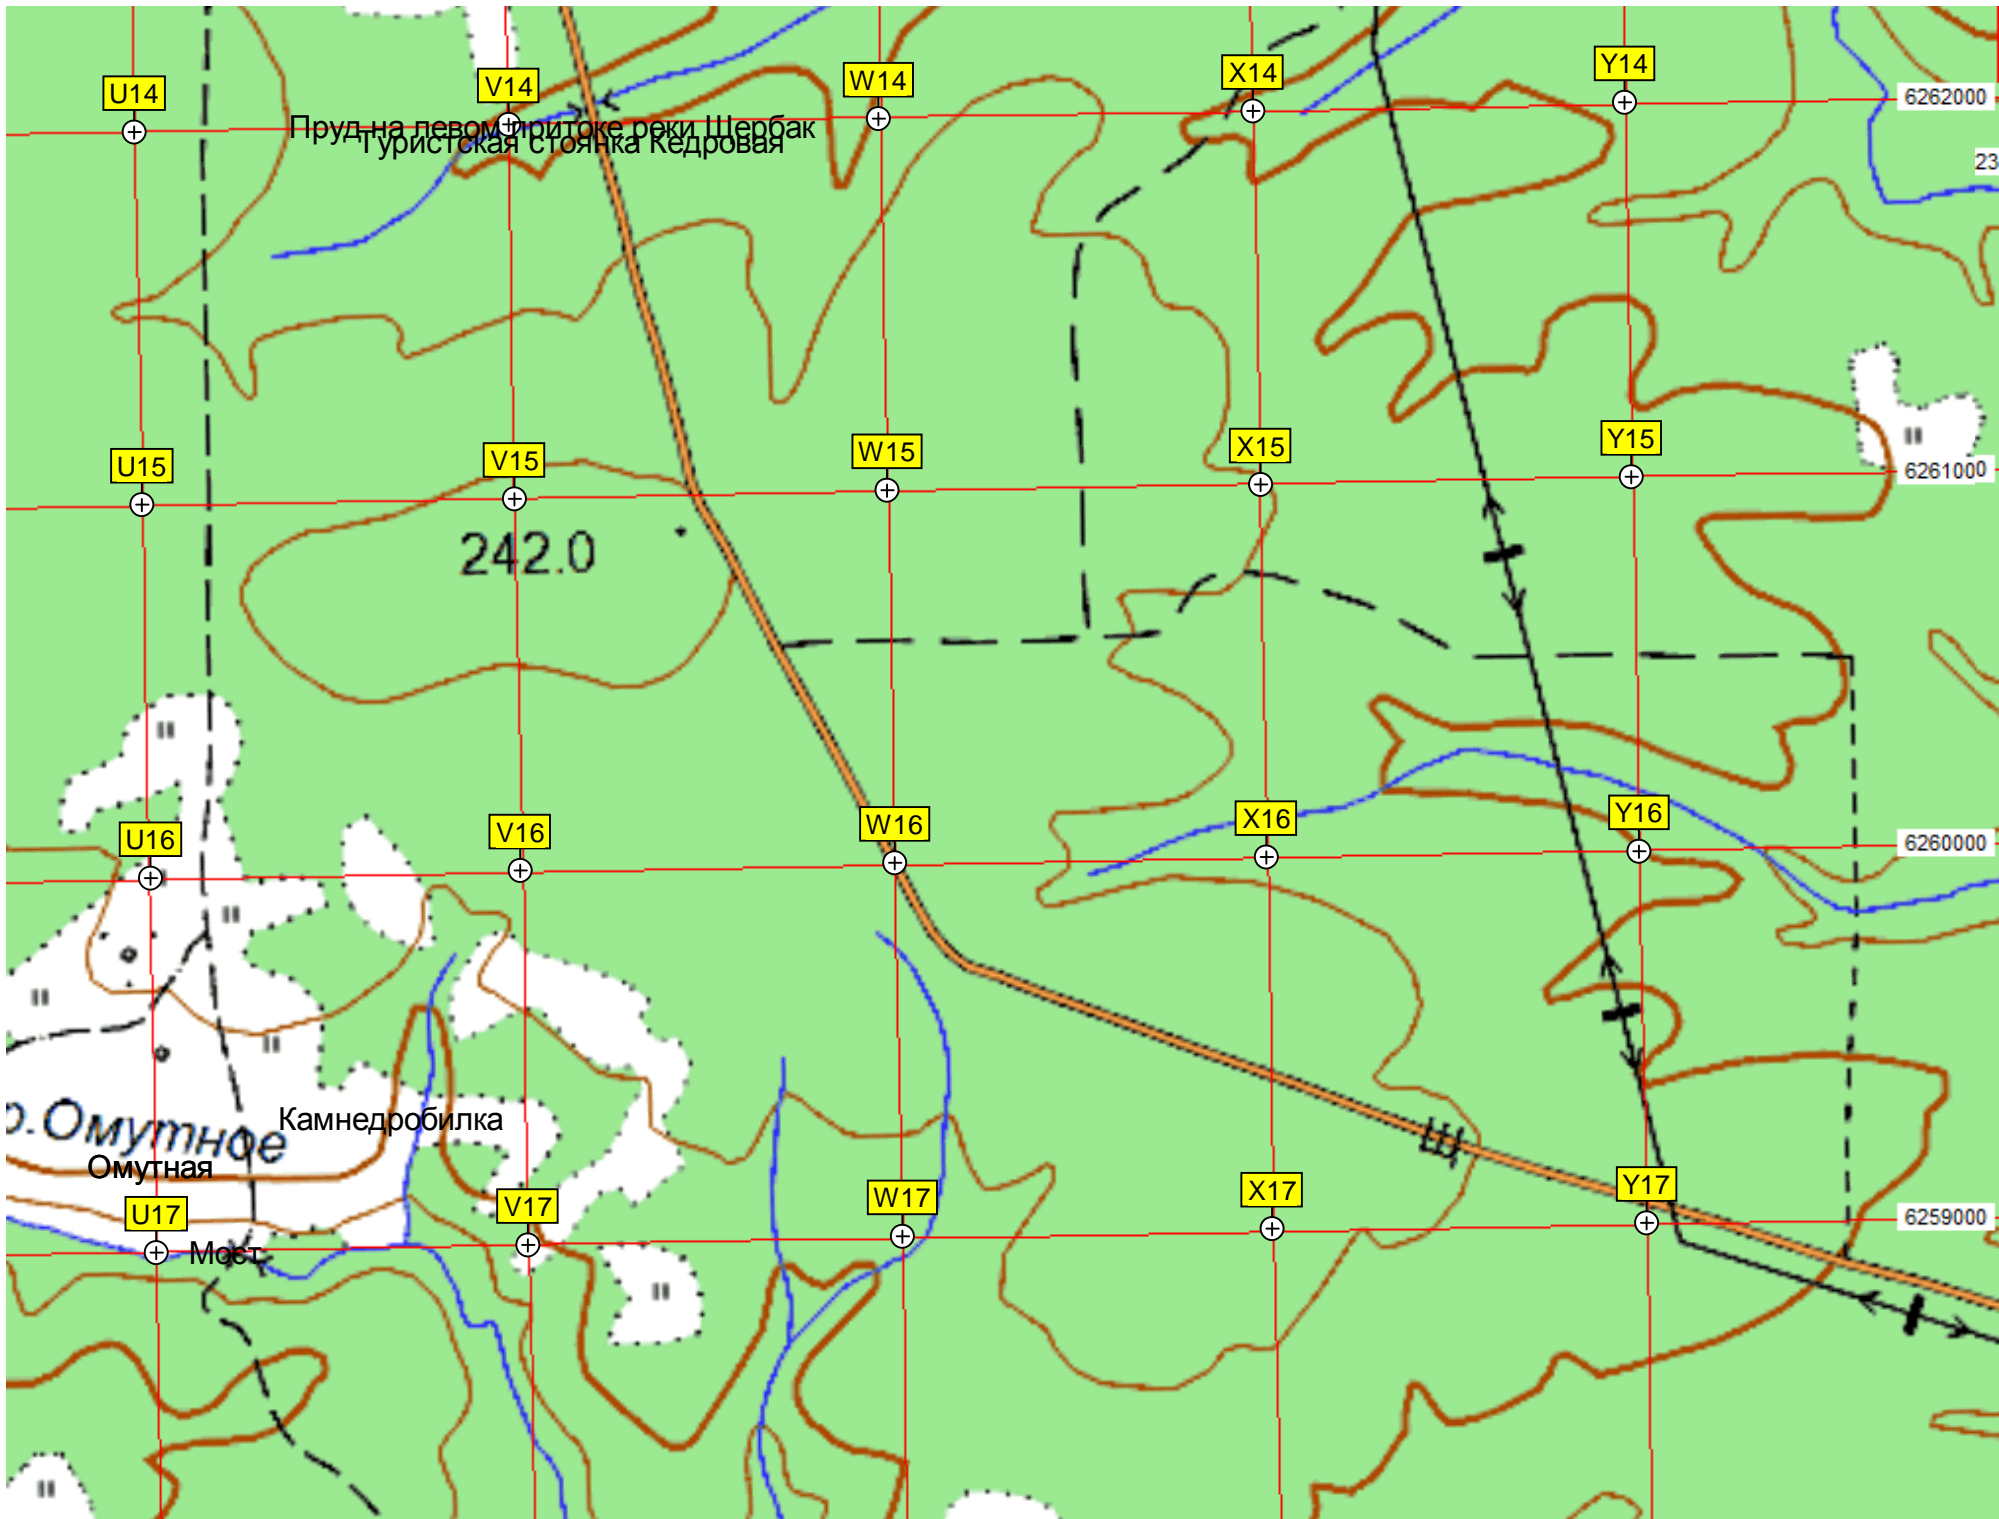 U14
V14
W14
X14
Y14
6262000
Пруд на левом притоке реки Щербак
Туристская стоянка Кедровая
23
U15
V15
W15
X15
Y15
6261000
242.0
U16
V16
W16
X16
Y16
6260000
р.Омутное
Камнедробилка
Щ
Омутная
U17
V17
W17
X17
Y17
6259000
Мост